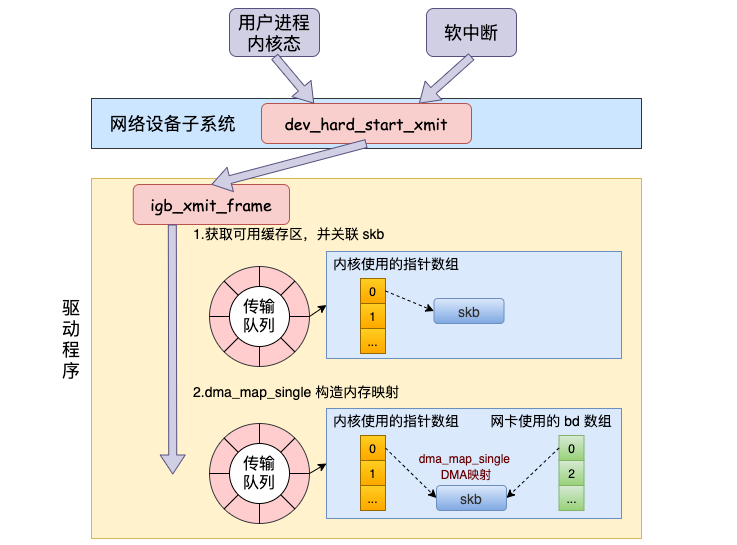 用户进程
内核态
软中断
网络设备子系统
dev_hard_start_xmit
igb_xmit_frame
1.获取可用缓存区，并关联 skb
内核使用的指针数组
传输
队列
0
1
...
skb
驱动程序
2.dma_map_single 构造内存映射
内核使用的指针数组
网卡使用的 bd 数组
传输
队列
0
1
...
dma_map_single
DMA映射
skb
0
2
...